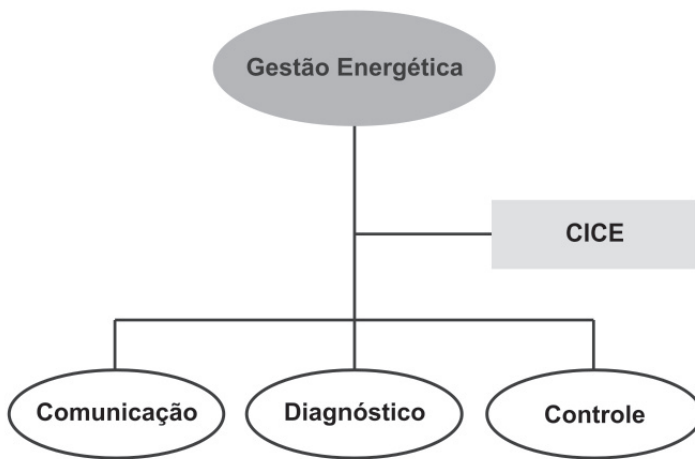 Gestão Energética
CICE
Comunicação
Diagnóstico
Controle